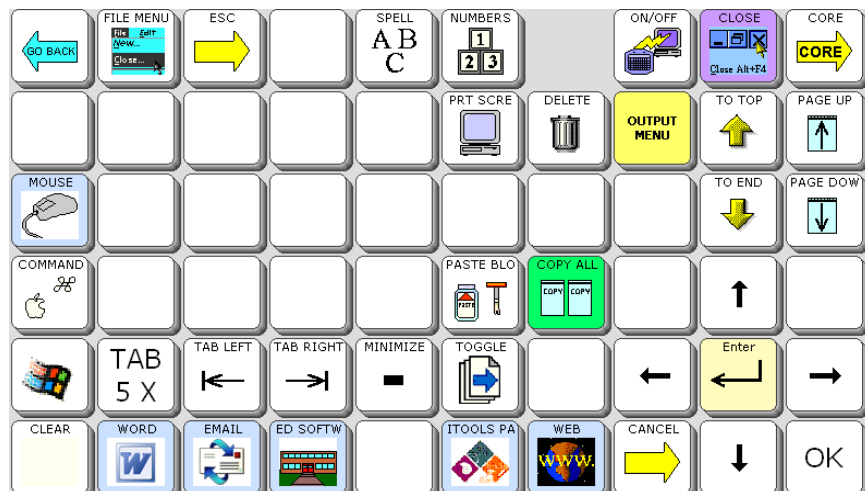 FILE MENU
ESC
SPELL
NUMBERS
ON/OFF
CLOSE
CORE
GO BACK
File Edit
New...
Close...
A B
C
1
2 3
Close Alt+F4
CORE
PRT SCRE
DELETE
OUTPUT
MENU
TO TOP
PAGE UP
MOUSE
TO END
PAGE DOW
COMMAND
PASTE BLO
COPY ALL
PASTE
COPY COPY
TAB
5 X
TAB LEFT
TAB RIGHT
MINIMIZE
TOGGLE
Enter
CLEAR
WORD
EMAIL
ED SOFTW
ITOOLS PA
WEB
CANCEL
W
WWW.
OK